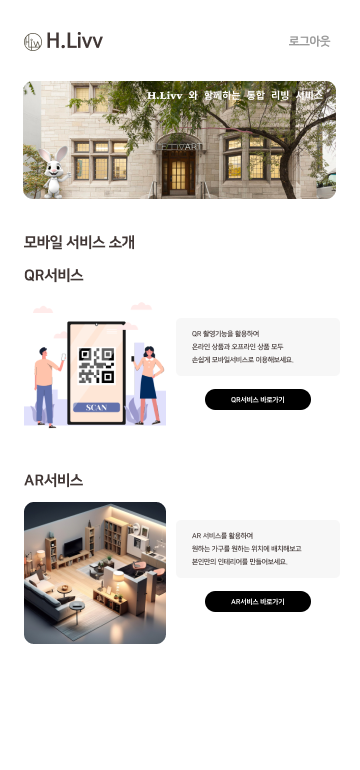 H.Livv
로그아웃
H.Livv 와 함께하는 통합 리빙 서비스
모바일 서비스 소개
QR서비스
QR 촬영기능을 활용하여
온라인 상품과 오프라인 상품 모두
손쉽게 모바일서비스로 이용해보세요.
SCAN
QR서비스 바로가기
AR서비스
AR 서비스를 활용하여
원하는 가구를 원하는 위치에 배치해보고
본인만의 인테리어를 만들어보세요.
AR서비스 바로가기